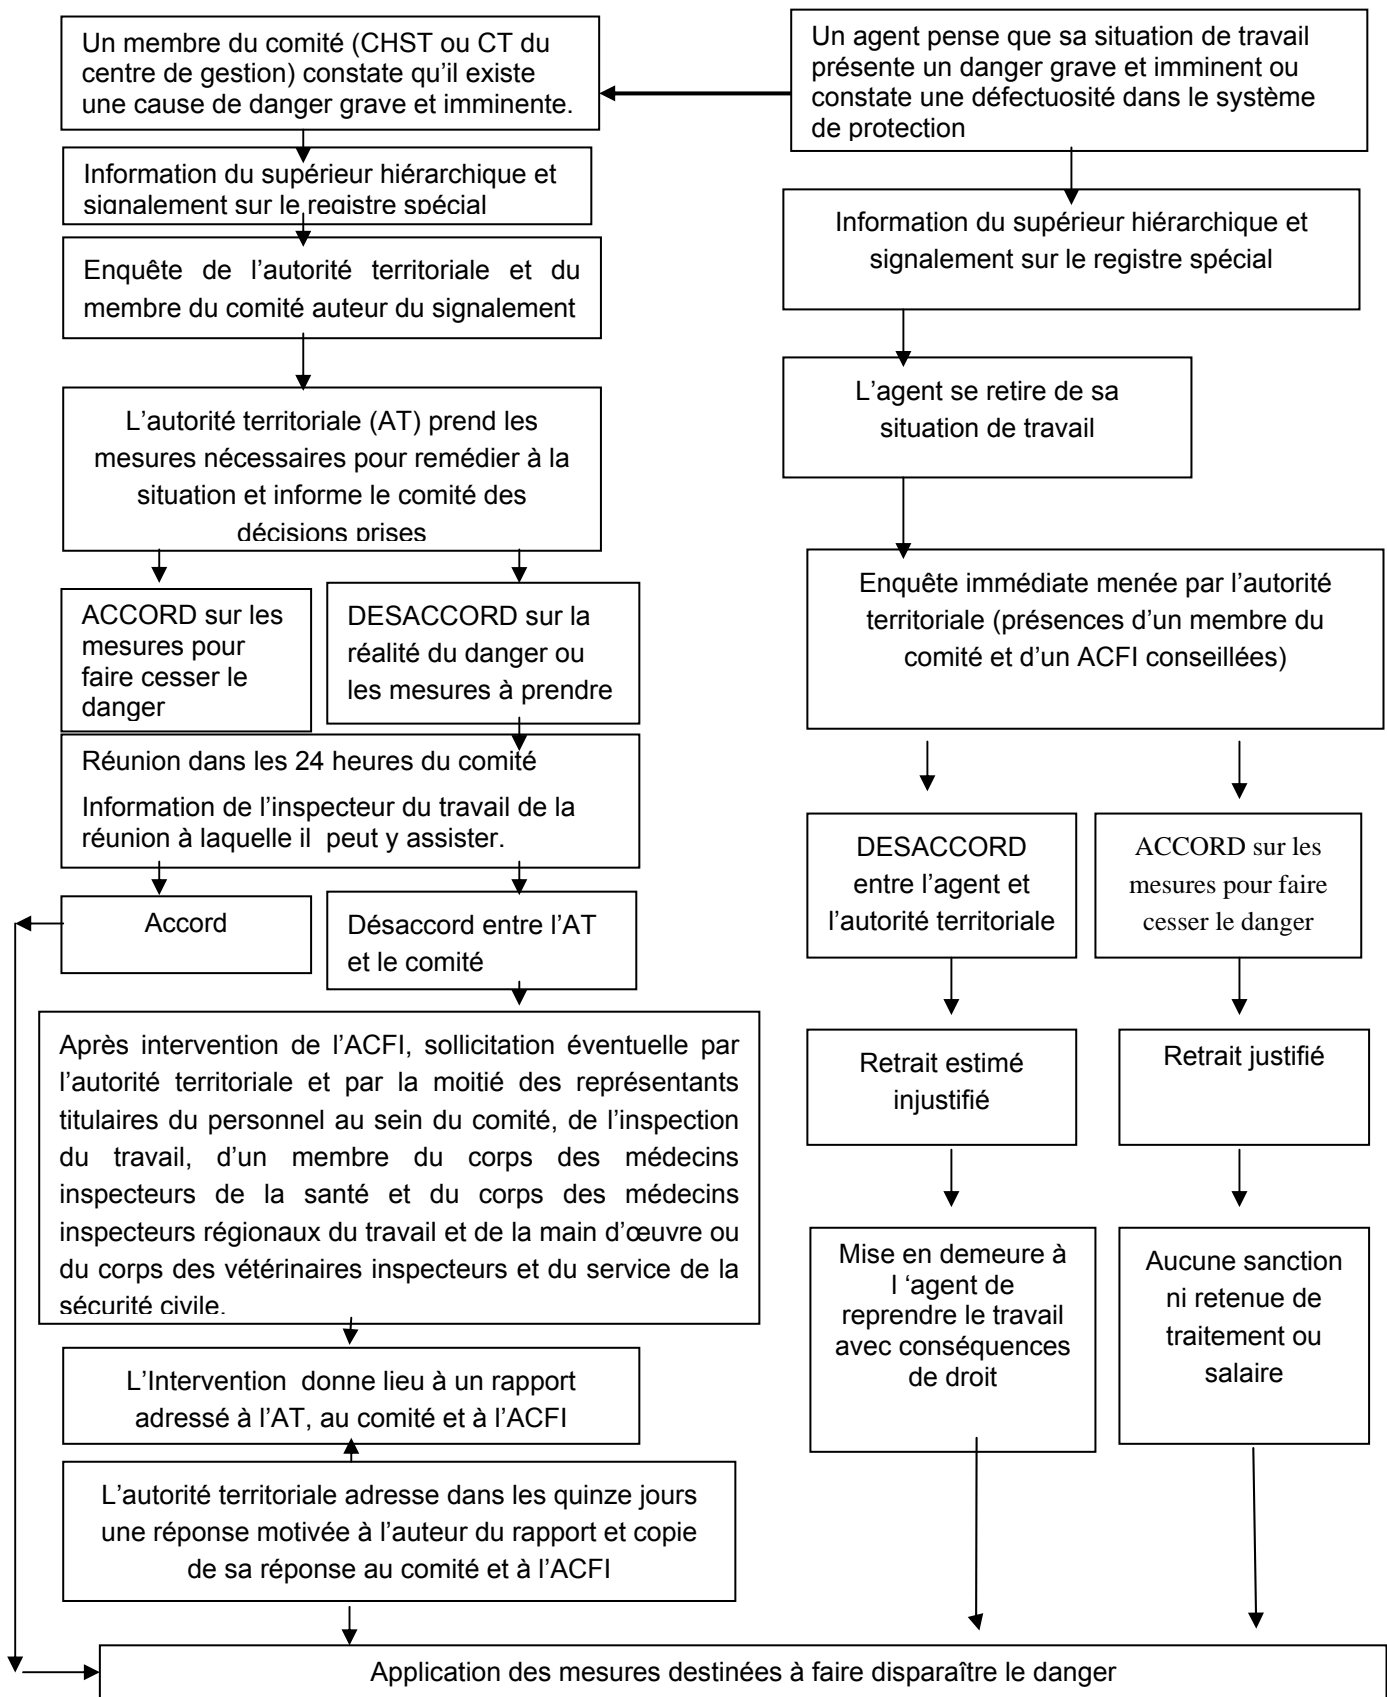 Un membre du comité (CHST ou CT du
centre de gestion) constate qu’il existe
une cause de danger grave et imminente.
Un agent pense que sa situation de travail
présente un danger grave et imminent ou
constate une défectuosité dans le système
de protection
Information du supérieur hiérarchique et
signalement sur le registre spécial
Information du supérieur hiérarchique et
signalement sur le registre spécial
Enquête de l’autorité territoriale et du
membre du comité auteur du signalement
L’agent se retire de sa
situation de travail
L’autorité territoriale (AT) prend les
mesures nécessaires pour remédier à la
situation et informe le comité des
décisions prises
Enquête immédiate menée par l’autorité
territoriale (présences d’un membre du
comité et d’un ACFI conseillées)
ACCORD sur les
mesures pour
faire cesser le
danger
DESACCORD sur la
réalité du danger ou
les mesures à prendre
Réunion dans les 24 heures du comité
Information de l’inspecteur du travail de la
réunion à laquelle il  peut y assister.
DESACCORD
entre l’agent et
l’autorité territoriale
ACCORD sur les
mesures pour faire
cesser le danger
Accord
Désaccord entre l’AT
et le comité
Après intervention de l’ACFI, sollicitation éventuelle par
l’autorité territoriale et par la moitié des représentants
titulaires du personnel au sein du comité, de l’inspection
du travail, d’un membre du corps des médecins
inspecteurs de la santé et du corps des médecins
inspecteurs régionaux du travail et de la main d’œuvre ou
du corps des vétérinaires inspecteurs et du service de la
sécurité civile.
Retrait estimé
injustifié
Retrait justifié
Mise en demeure à
l ‘agent de
reprendre le travail
avec conséquences
de droit
Aucune sanction
ni retenue de
traitement ou
salaire
L’Intervention  donne lieu à un rapport
adressé à l’AT, au comité et à l’ACFI
L’autorité territoriale adresse dans les quinze jours
une réponse motivée à l’auteur du rapport et copie
de sa réponse au comité et à l’ACFI
Application des mesures destinées à faire disparaître le danger